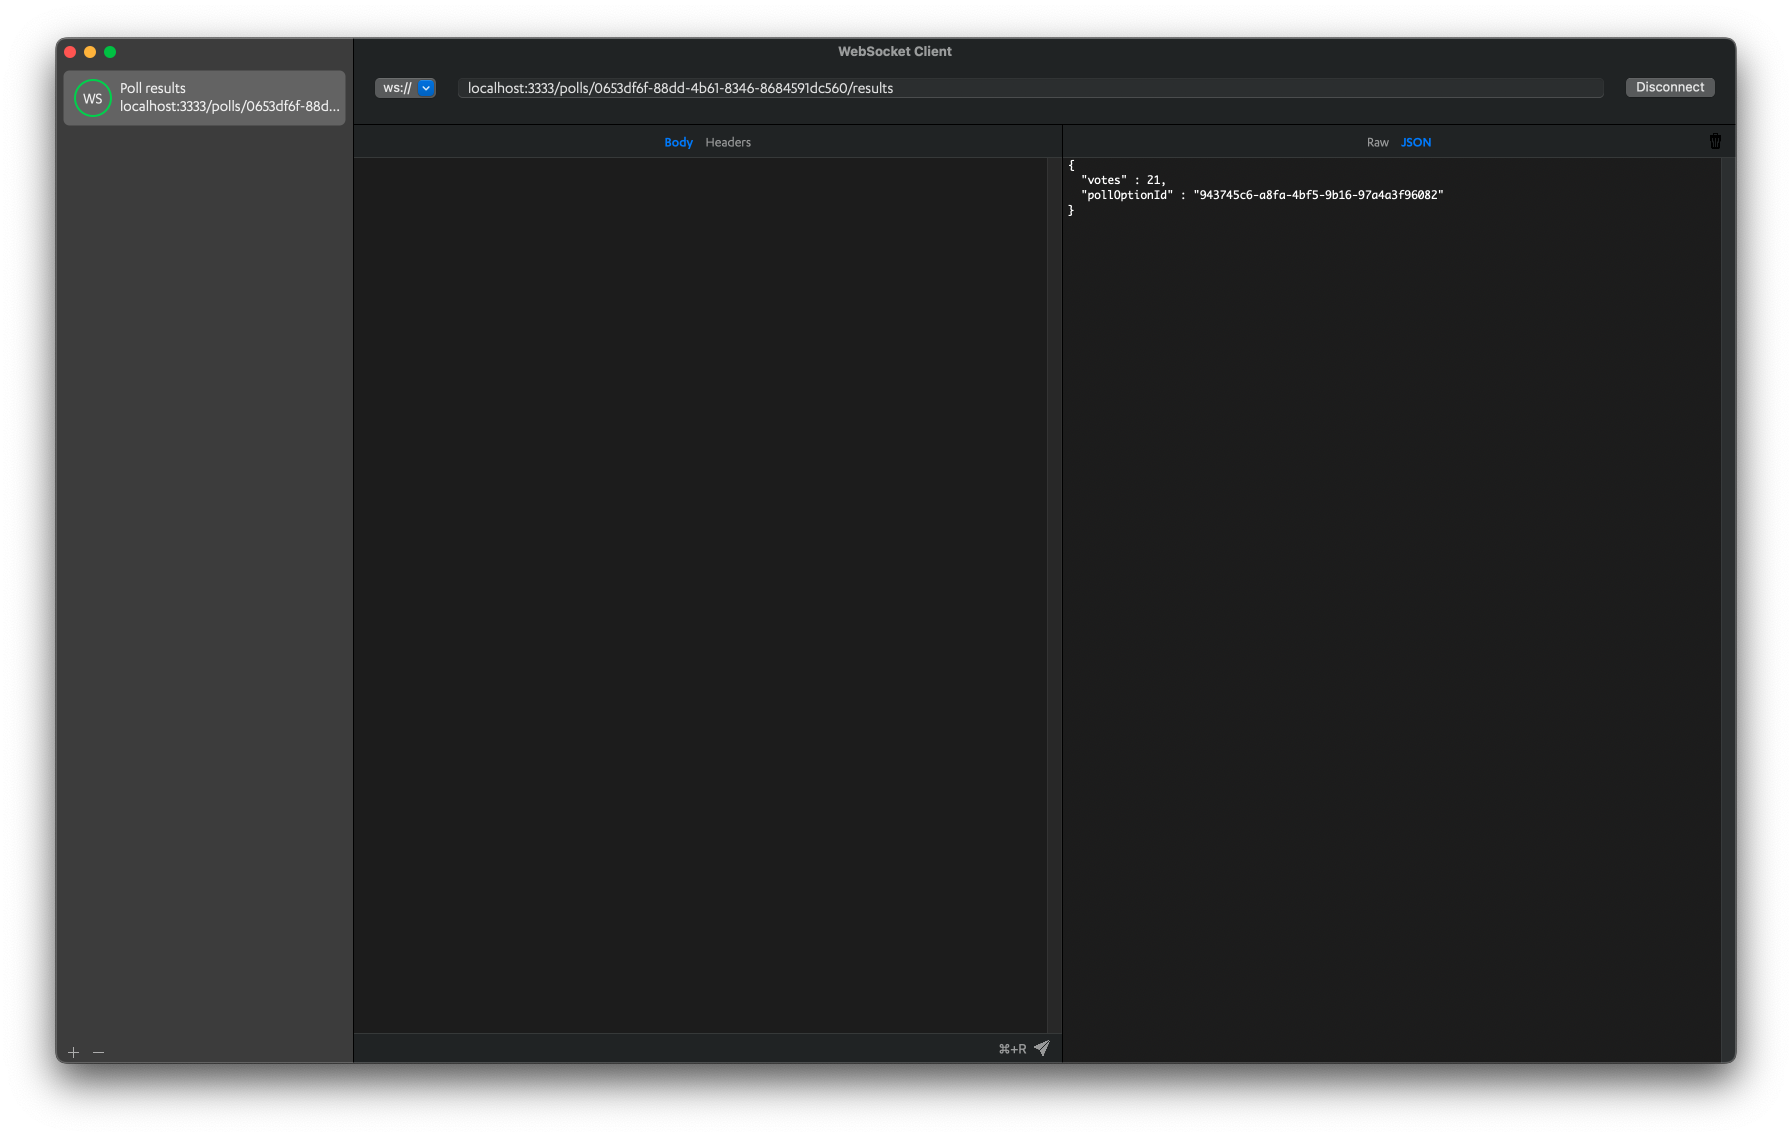 WebSocket Client
WS
Poll results
localhost:3333/polls/0653df6f-88d...
ws://
localhost:3333/polls/0653df6f-88dd-4b61-8346-8684591dc560/results
Disconnect
Body Headers
Raw JSON
{
  "votes" : 21,
  "pollOptionId" : "943745c6-a8fa-4bf5-9b16-97a4a3f96082"
}
⌘+R